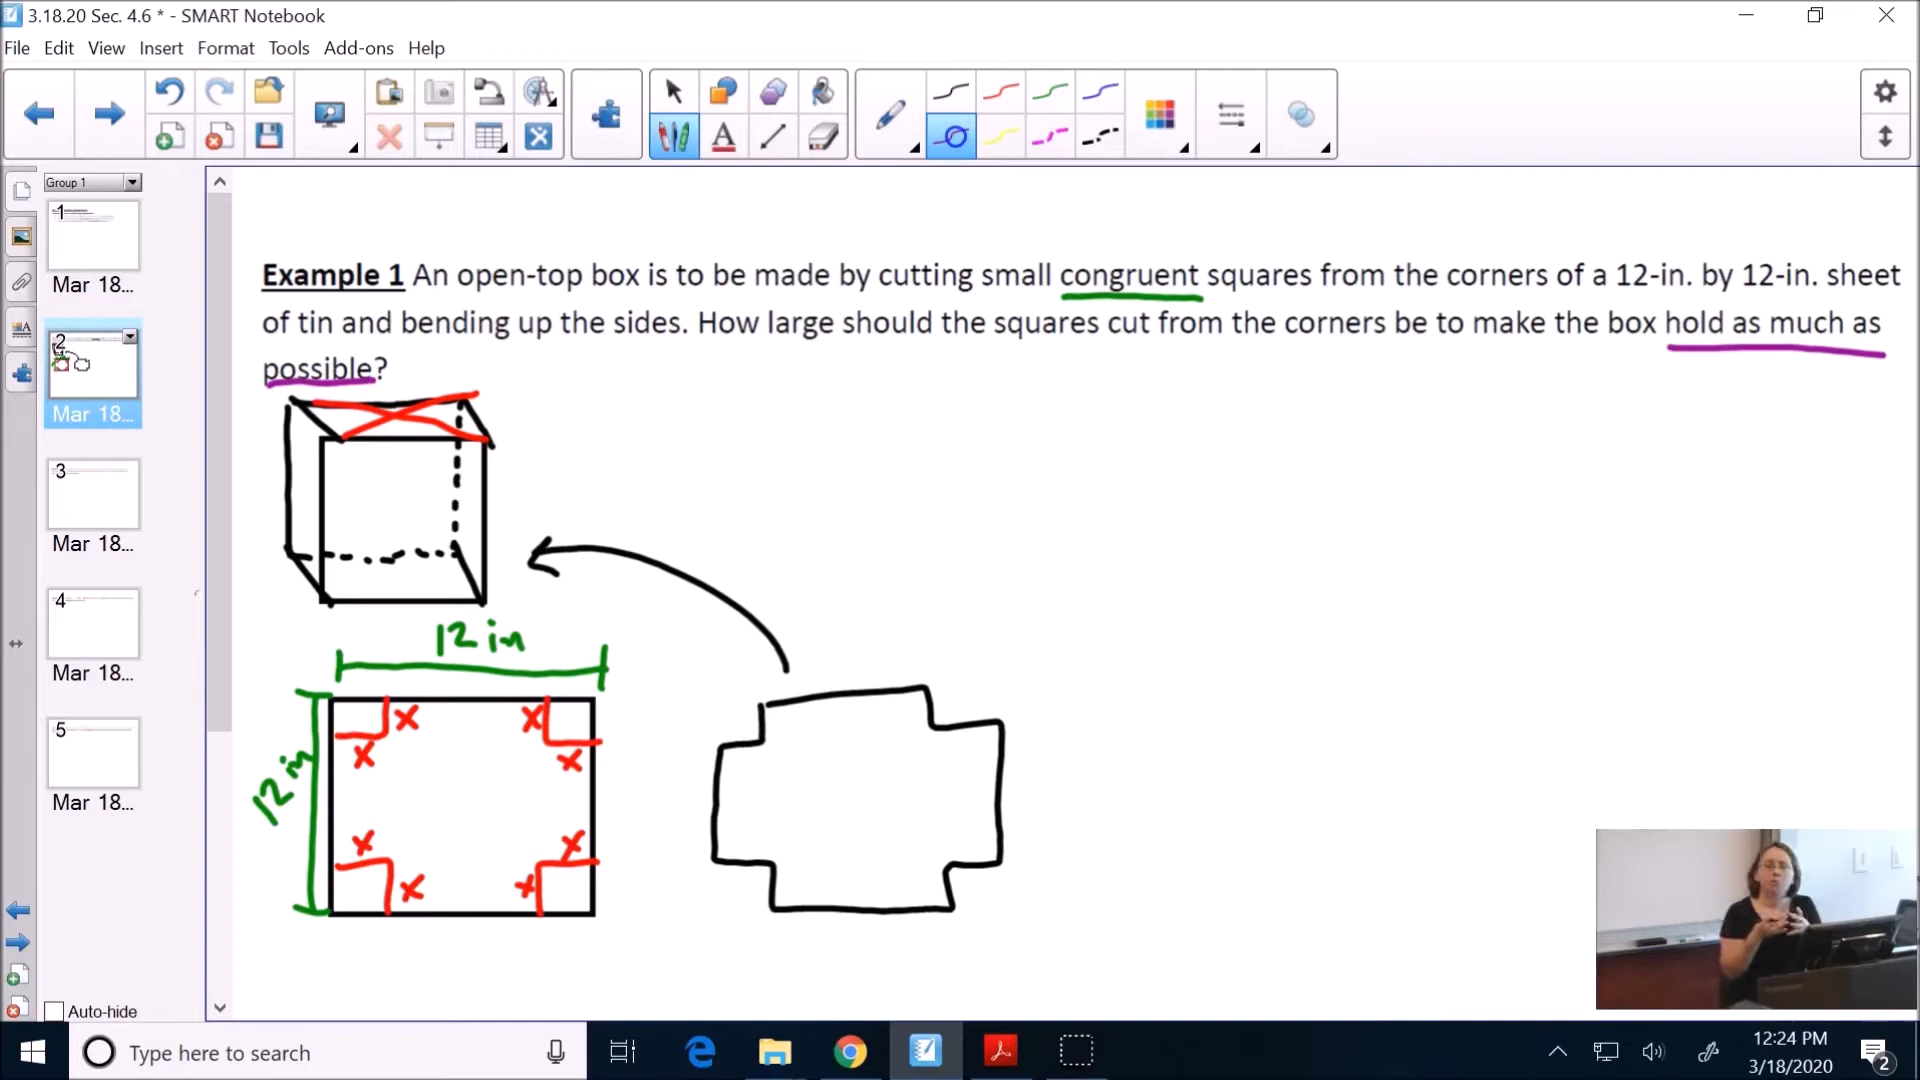 3.18.20 Sec. 4.6 * - SMART Notebook
File Edit View Insert Format Tools Add-ons Help
Group 1
1
Mar 18...
2
Mar 18...
3
Mar 18...
4
Mar 18...
5
Mar 18...
Auto-hide
Example 1 An open-top box is to be made by cutting small congruent squares from the corners of a 12-in. by 12-in. sheet
of tin and bending up the sides. How large should the squares cut from the corners be to make the box hold as much as
possible?
12 in
12 in
x x
x x
x x
x x
Type here to search
12:24 PM
3/18/2020
2